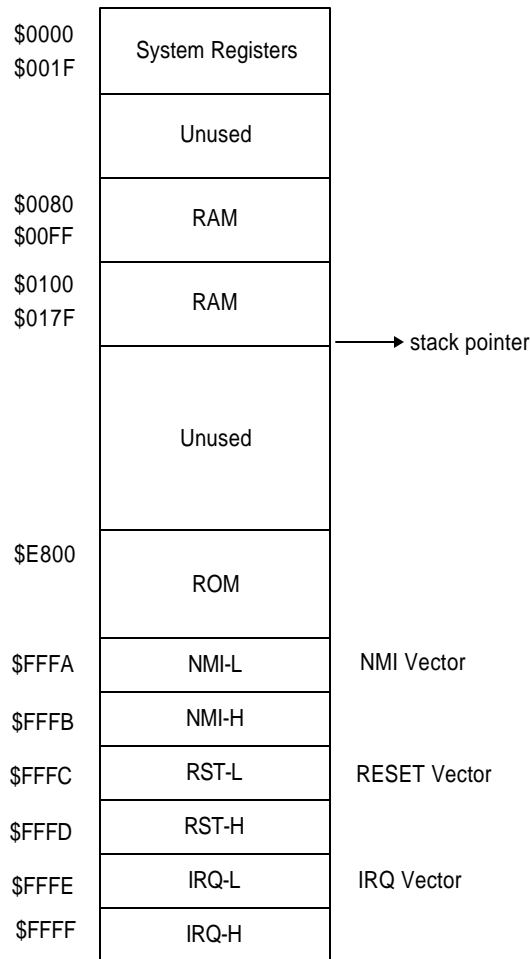 $0000
System Registers
$001F
Unused
$0080
RAM
$00FF
$0100
RAM
$017F
stack pointer
Unused
$E800
ROM
$FFFA NMI-L NMI Vector
$FFFB NMI-H
$FFFC RST-L RESET Vector
$FFFD RST-H
$FFFE IRQ-L IRQ Vector
$FFFF IRQ-H